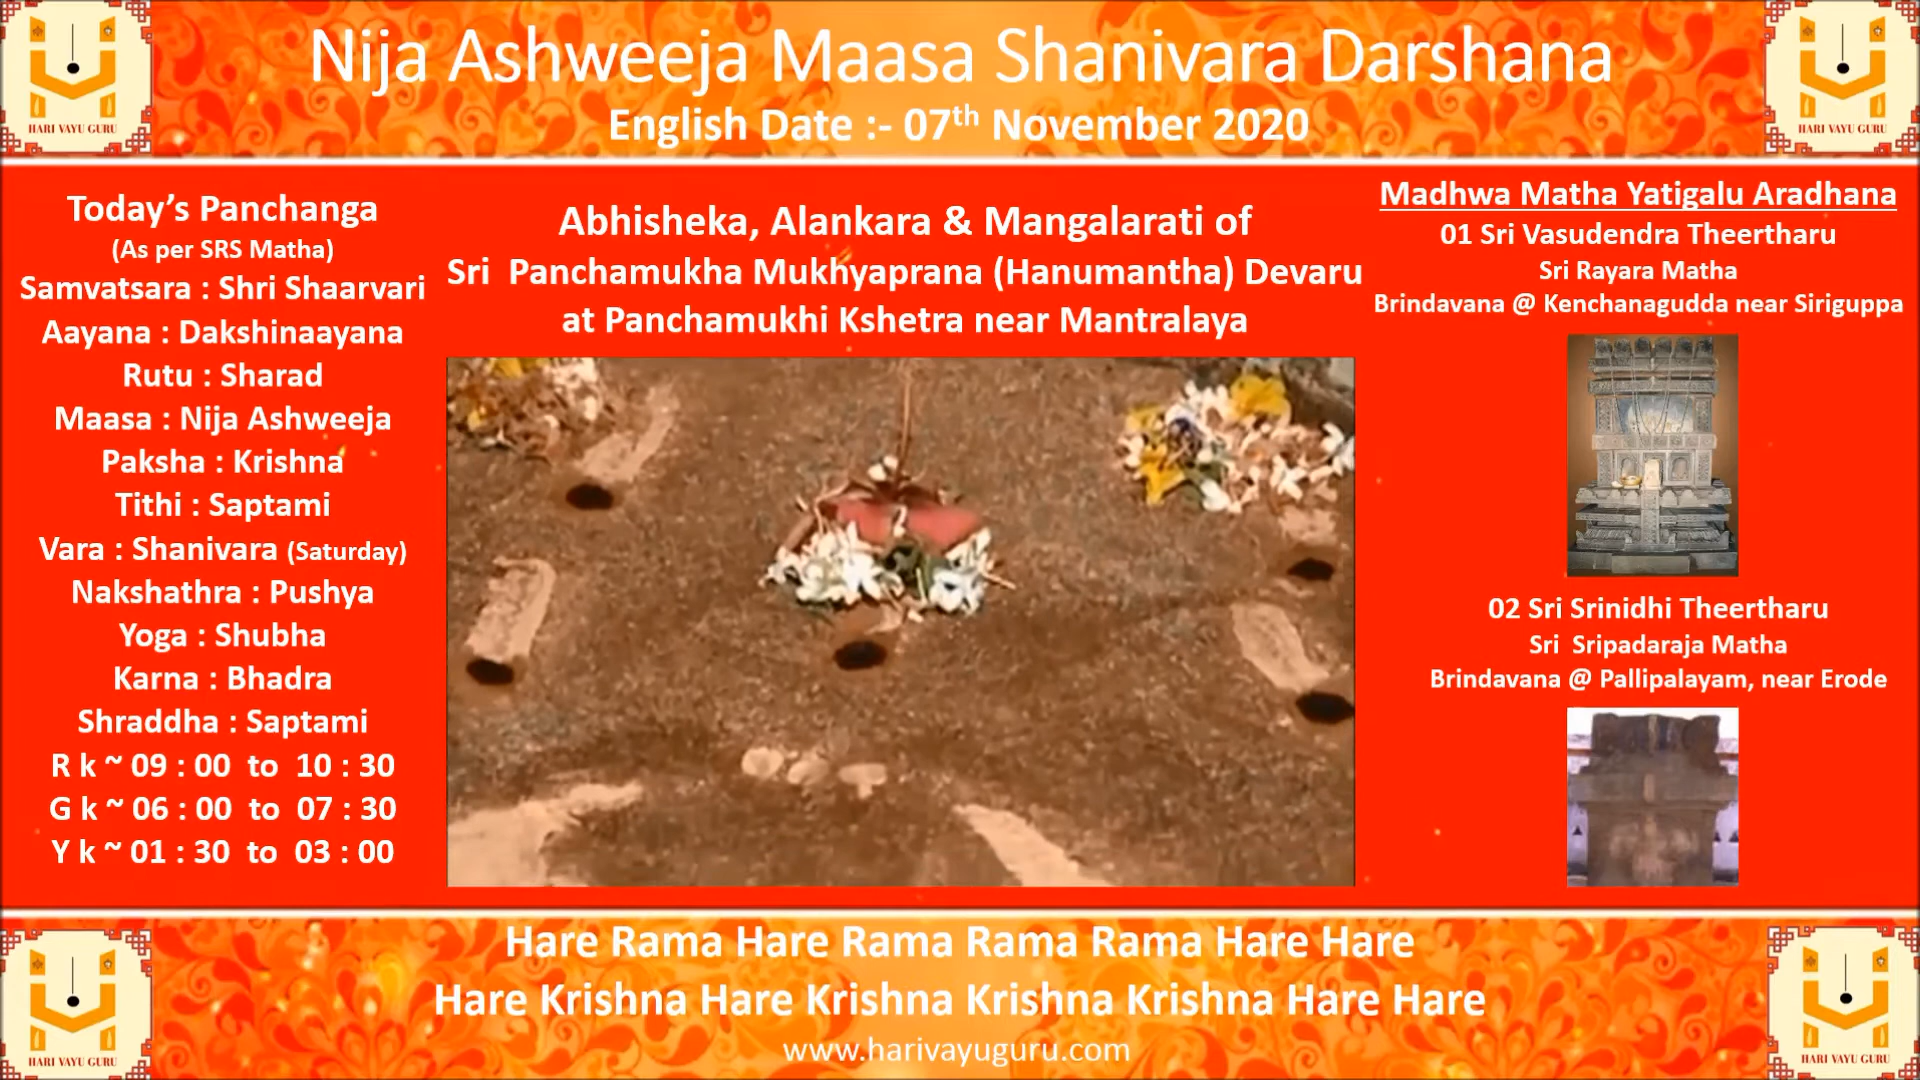 Nija Ashweeja Maasa Shanivara Darshana
English Date :- 07th November 2020
HARI VAYU GURU
HARI VAYU GURU
Today's Panchanga
(As per SRS Matha)
Samvatsara : Shri Shaarvari
Aayana : Dakshinaayana
Rutu : Sharad
Maasa : Nija Ashweeja
Paksha : Krishna
Tithi : Saptami
Vara : Shanivara (Saturday)
Nakshathra : Pushya
Yoga : Shubha
Karna : Bhadra
Shraddha : Saptami
R k ~ 09 : 00 to 10 : 30
G k ~ 06 : 00 to 07 : 30
Y k ~ 01 : 30 to 03 : 00
Abhisheka, Alankara & Mangalarati of
Sri Panchamukha Mukhyaprana (Hanumantha) Devaru
at Panchamukhi Kshetra near Mantralaya
Madhwa Matha Yatigalu Aradhana
01 Sri Vasudendra Theertharu
Sri Rayara Matha
Brindavana @ Kenchanagudda near Siriguppa
02 Sri Srinidhi Theertharu
Sri Sripadaraja Matha
Brindavana @ Pallipalayam, near Erode
Hare Rama Hare Rama Rama Rama Hare Hare
Hare Krishna Hare Krishna Krishna Krishna Hare Hare
www.harivayuguru.com
HARI VAYU GURU
HARI VAYU GURU